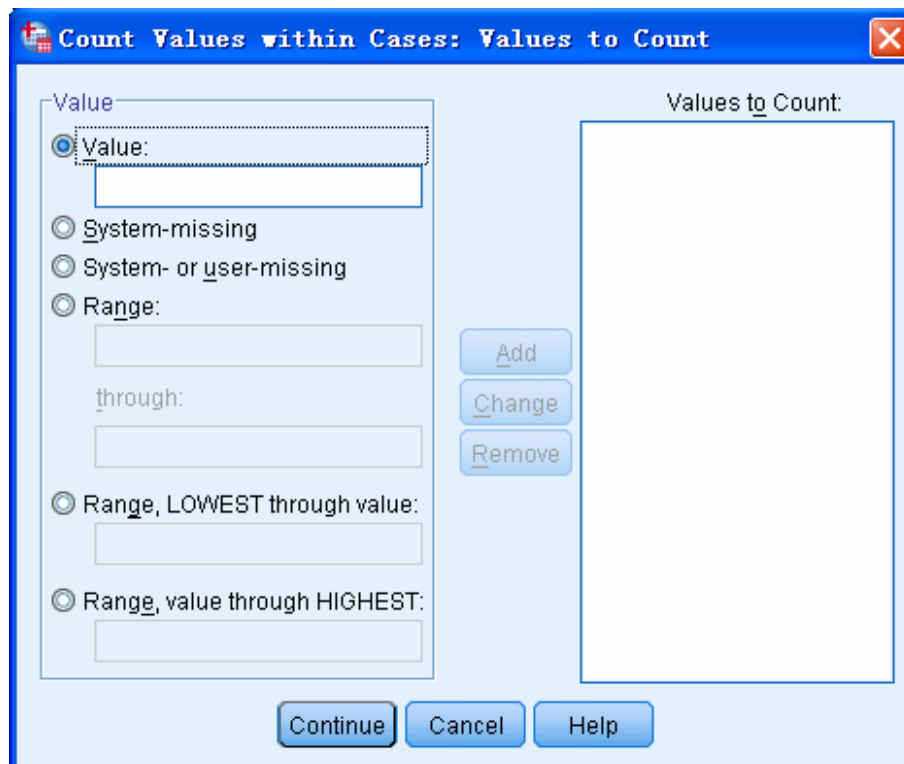 Count Values within Cases: Values to Count
Value
Value:
System-missing
System- or user-missing
Range:
through:
Range, LOWEST through value:
Range, value through HIGHEST:
Add
Change
Remove
Values to Count:
Continue
Cancel
Help